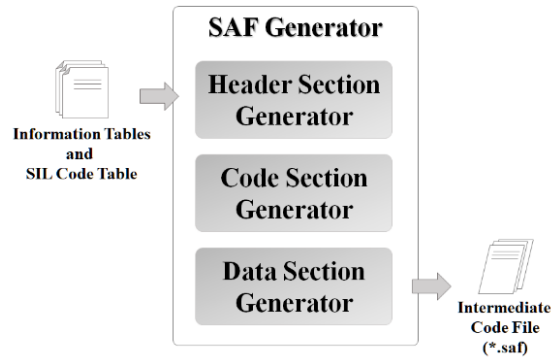 SAF Generator
Header Section
Generator
Information Tables
and
SIL Code Table
Code Section
Generator
Data Section
Generator
Intermediate
Code File
(*.saf)